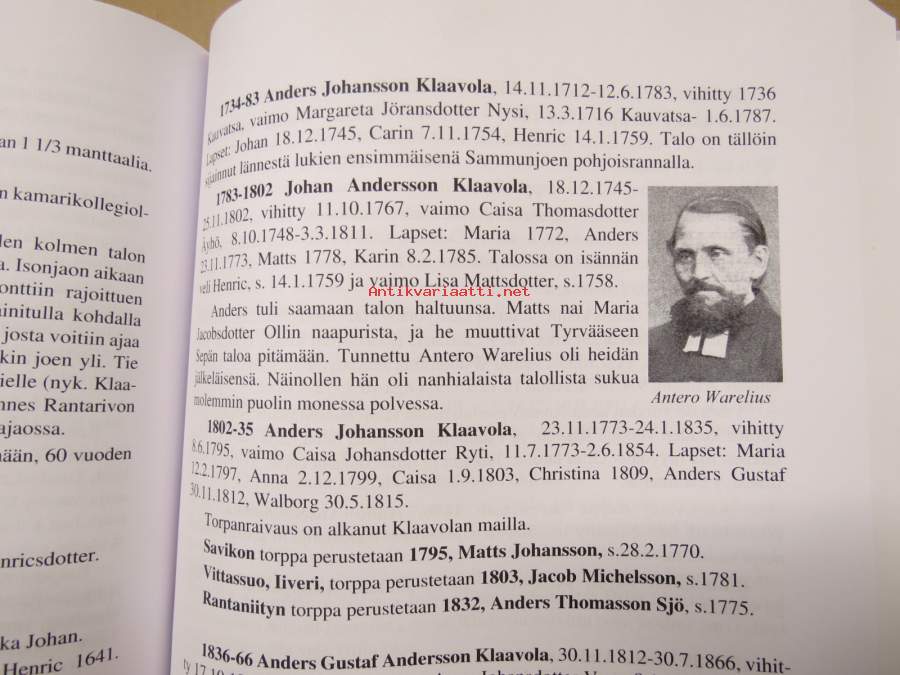 an 1 1/3 manttaalia.
n kamarikollegiol-
len kolmen talon
a. Isonjaon aikaan
onttiin rajoittuen
ainitulla kohdalla
josta voitiin ajaa
kin joen yli. Tie
ielle (nyk. Klaa-
nnes Rantarivon
ajaossa.
nään, 60 vuoden
nricsdotter.
ka Johan.
Henric 1641.
1734-83 Anders Johansson Klaavola, 14.11.1712-12.6.1783, vihitty 1736
Kauvatsa, vaimo Margareta Jöransdotter Nysi, 13.3.1716 Kauvatsa- 1.6.1787.
Lapset: Johan 18.12.1745, Carin 7.11.1754, Henric 14.1.1759. Talo on tällöin
sijainnut lännestä lukien ensimmäisenä Sammunjoen pohjoisrannalla.
1783-1802 Johan Andersson Klaavola, 18.12.1745-
25.11.1802, vihitty 11.10.1767, vaimo Caisa Thomasdotter
Äyhö, 8.10.1748-3.3.1811. Lapset: Maria 1772, Anders
23.11.1773, Matts 1778, Karin 8.2.1785. Talossa on isännän
veli Henric, s. 14.1.1759 ja vaimo Lisa Mattsdotter, s.1758.
Antikvariaatti.net
Anders tuli saamaan talon haltuunsa. Matts nai Maria
Jacobsdotter Ollin naapurista, ja he muuttivat Tyrvääseen
Sepän taloa pitämään. Tunnettu Antero Warelius oli heidän
jälkeläisensä. Näinollen hän oli nanhialaista talollista sukua
molemmin puolin monessa polvessa.
Antero Warelius
1802-35 Anders Johansson Klaavola, 23.11.1773-24.1.1835, vihitty
8.6.1795, vaimo Caisa Johansdotter Ryti, 11.7.1773-2.6.1854. Lapset: Maria
12.2.1797, Anna 2.12.1799, Caisa 1.9.1803, Christina 1809, Anders Gustaf
30.11.1812, Walborg 30.5.1815.
Torpanraivaus on alkanut Klaavolan mailla.
Savikon torppa perustetaan 1795, Matts Johansson, s.28.2.1770.
Vittassuo, Iiveri, torppa perustetaan 1803, Jacob Michelsson, s.1781.
Rantaniityn torppa perustetaan 1832, Anders Thomasson Sjö, s.1775.
1836-66 Anders Gustaf Andersson Klaavola, 30.11.1812-30.7.1866, vihit-